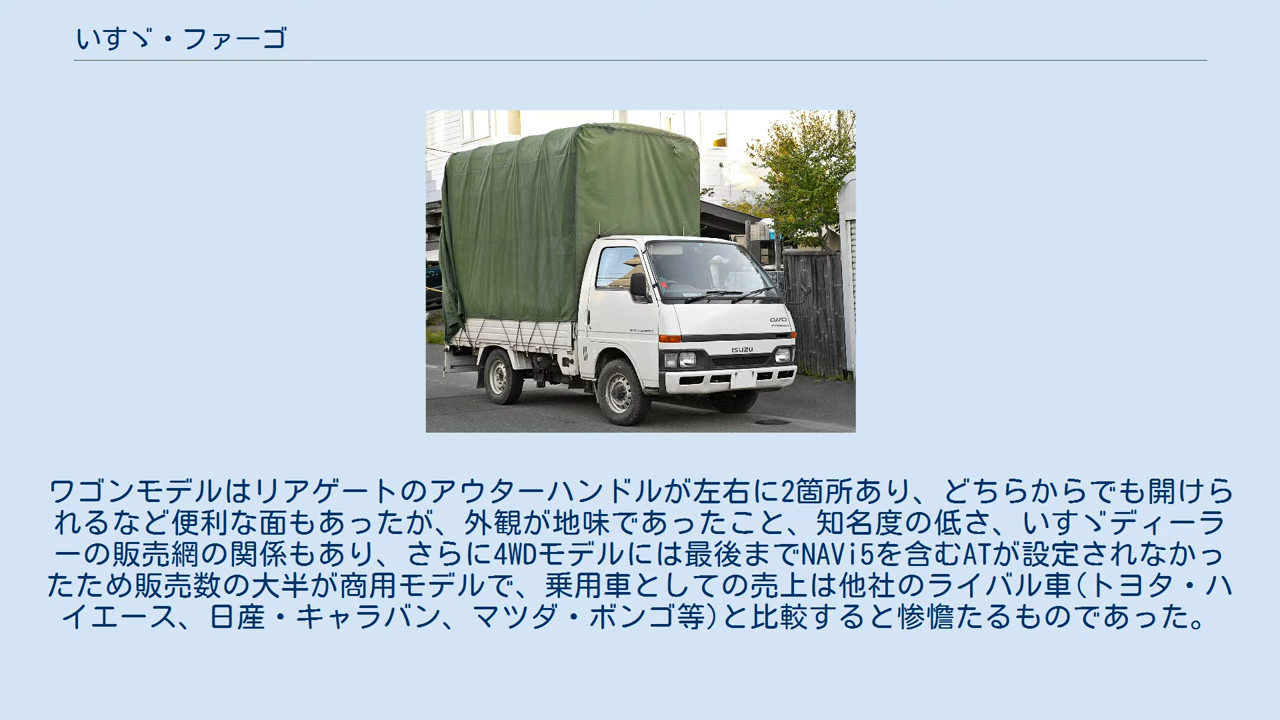 いすゞ・ファーゴ
ISUZU
ワゴンモデルはリアゲートのアウターハンドルが左右に2箇所あり、どちらからでも開けら
れるなど便利な面もあったが、外観が地味であったこと、知名度の低さ、いすゞディーラ
ーの販売網の関係もあり、さらに4WDモデルには最後までNAVi5を含むATが設定されなかっ
たため販売数の大半が商用モデルで、乗用車としての売上は他社のライバル車(トヨタ・ハ
イエース、日産・キャラバン、マツダ・ボンゴ等)と比較すると惨憺たるものであった。